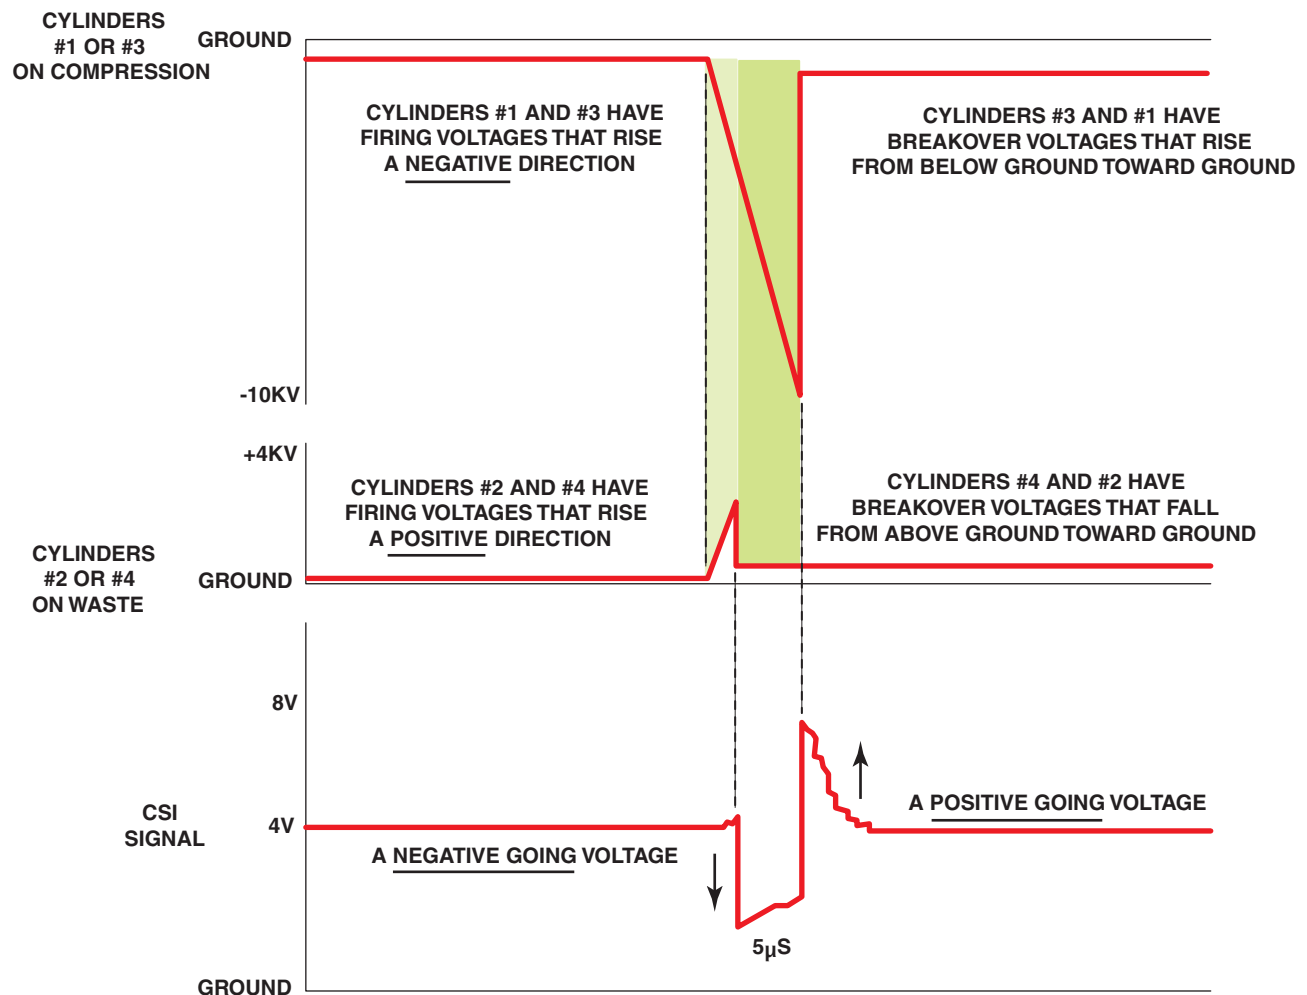 CYLINDERS
#1 OR #3
ON COMPRESSION
GROUND
CYLINDERS #1 AND #3 HAVE
FIRING VOLTAGES THAT RISE
A NEGATIVE DIRECTION
CYLINDERS #3 AND #1 HAVE
BREAKOVER VOLTAGES THAT RISE
FROM BELOW GROUND TOWARD GROUND
-10KV
+4KV
CYLINDERS #2 AND #4 HAVE
FIRING VOLTAGES THAT RISE
A POSITIVE DIRECTION
CYLINDERS #4 AND #2 HAVE
BREAKOVER VOLTAGES THAT FALL
FROM ABOVE GROUND TOWARD GROUND
CYLINDERS
#2 OR #4
ON WASTE
GROUND
8V
CSI
SIGNAL
4V
A NEGATIVE GOING VOLTAGE
A POSITIVE GOING VOLTAGE
5µS
GROUND